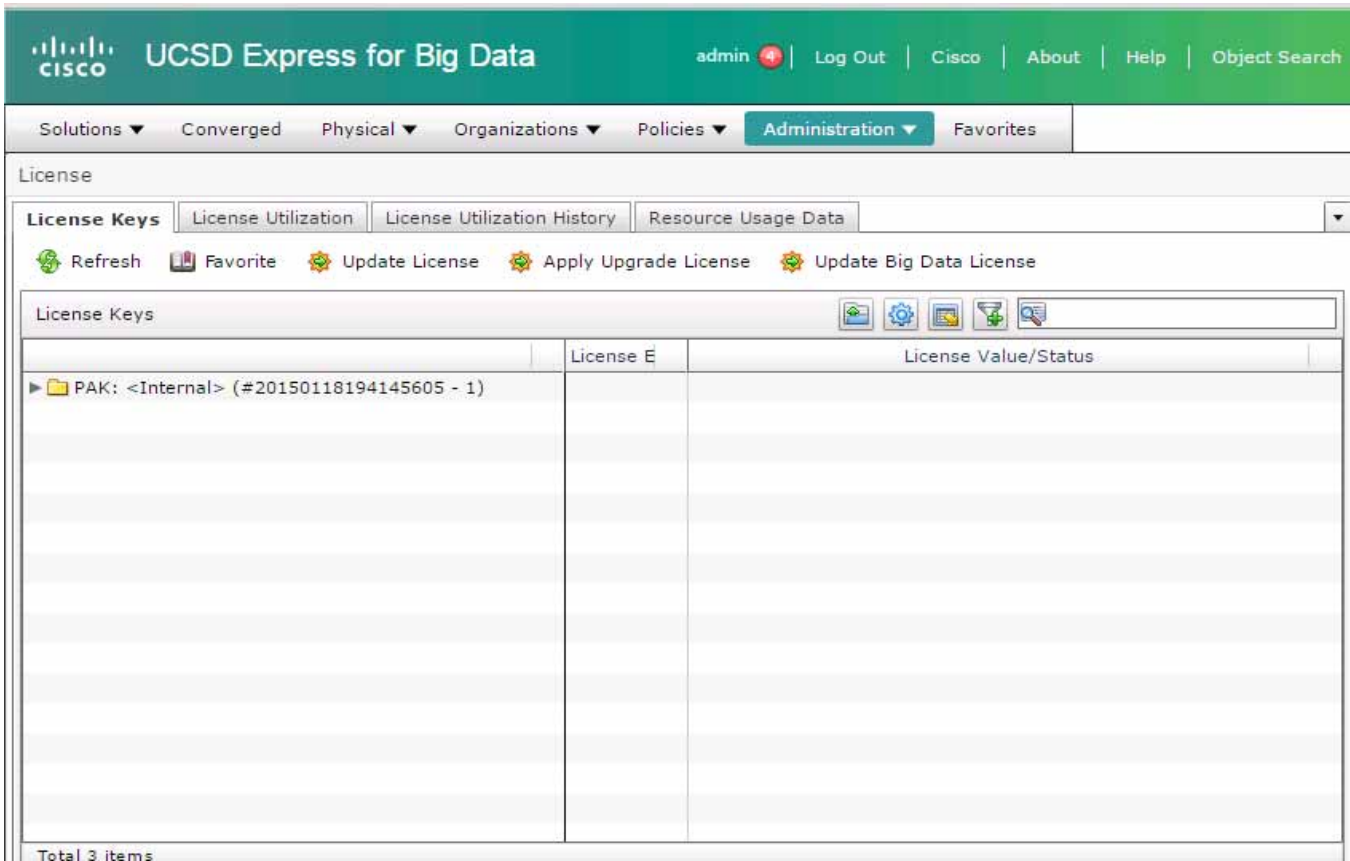 CISCO UCSD Express for Big Data admin 4 | Log Out | Cisco | About | Help | Object Search
Solutions ▼ Converged Physical ▼ Organizations ▼ Policies ▼ Administration ▼ Favorites
License
License Keys License Utilization License Utilization History Resource Usage Data
Refresh Favorite Update License Apply Upgrade License Update Big Data License
License Keys
License E License Value/Status
PAK: <Internal> (#20150118194145605 - 1)
Total 3 items